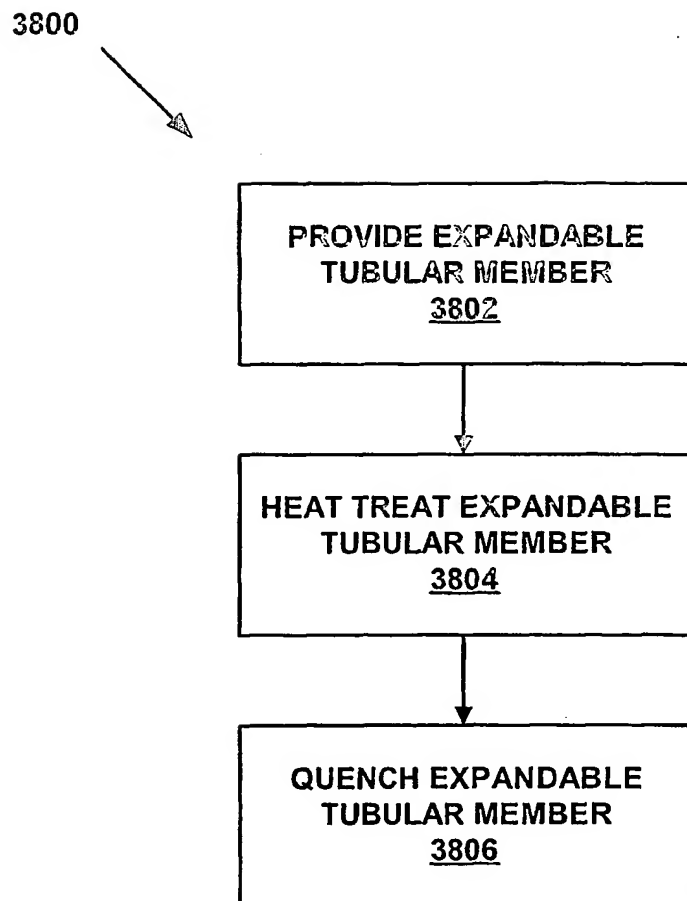 3800
PROVIDE EXPANDABLE
TUBULAR MEMBER
3802
HEAT TREAT EXPANDABLE
TUBULAR MEMBER
3804
QUENCH EXPANDABLE
TUBULAR MEMBER
3806